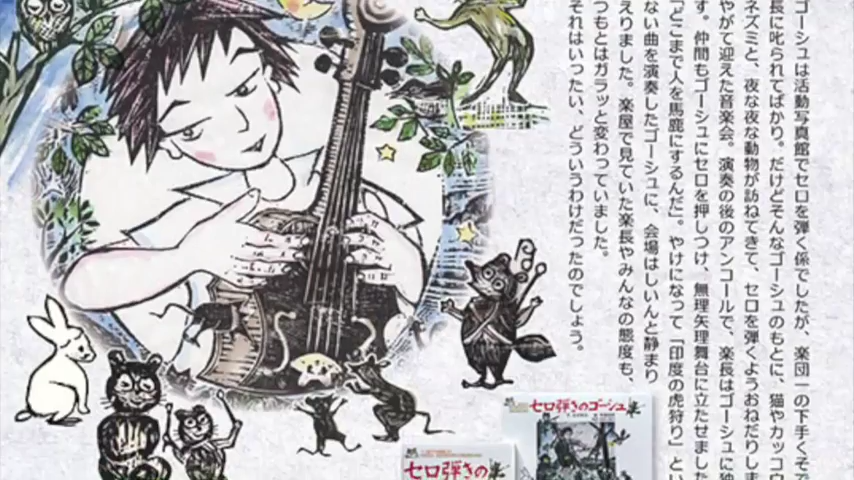 ゴーシュは活動写真館でセロを弾く係でしたが、楽団一の下手くそで
長に叱られてばかり。だけどそんなゴーシュのもとに、猫やカッコウ
ネズミと、夜な夜な動物が訪ねてきて、セロを弾くようおねだりしま
やがて迎えた音楽会。演奏の後のアンコールで、楽長はゴーシュに独
す。仲間もゴーシュにセロを押しつけ、無理矢理舞台に立たせました
「どこまで人を馬鹿にするんだ」。やけになって「印度の虎狩り」とい
ない曲を演奏したゴーシュに、会場はしいんと静まり
えりました。楽屋で見ていた楽長やみんなの態度も、
つもとはガラッと変わっていました。
それはいったい、どういうわけだったのでしょう。
セロ弾きのゴーシュ
セロ弾きの